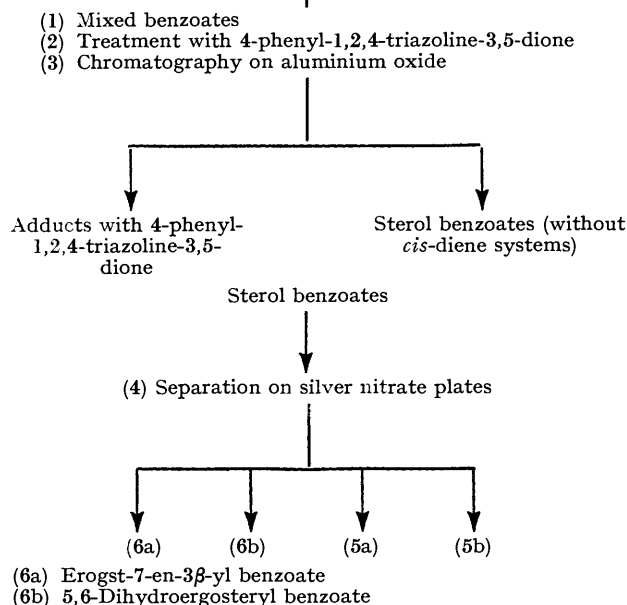 (1) Mixed benzoates
(2) Treatment with 4-phenyl-1,2,4-triazoline-3,5-dione
(3) Chromatography on aluminium oxide
Adducts with 4-phenyl-
1,2,4-triazoline-3,5-
dione
Sterol benzoates (without
cis-diene systems)
Sterol benzoates
(4) Separation on silver nitrate plates
(6a) (6b) (5a) (5b)
(6a) Erogst-7-en-3β-yl benzoate
(6b) 5,6-Dihydroergosteryl benzoate